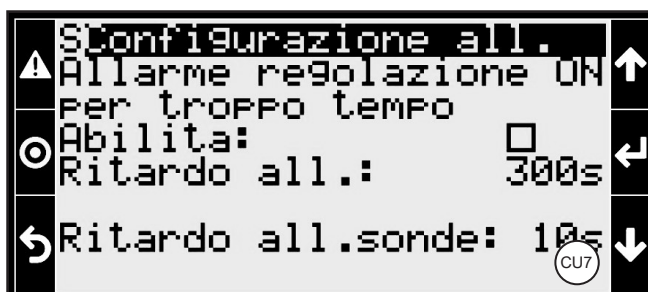 SConfigurazione all.
Allarme regolazione ON
per troppo tempo
Abilita:
Ritardo all.: 300s
Ritardo all.sonde: 10s
CU7